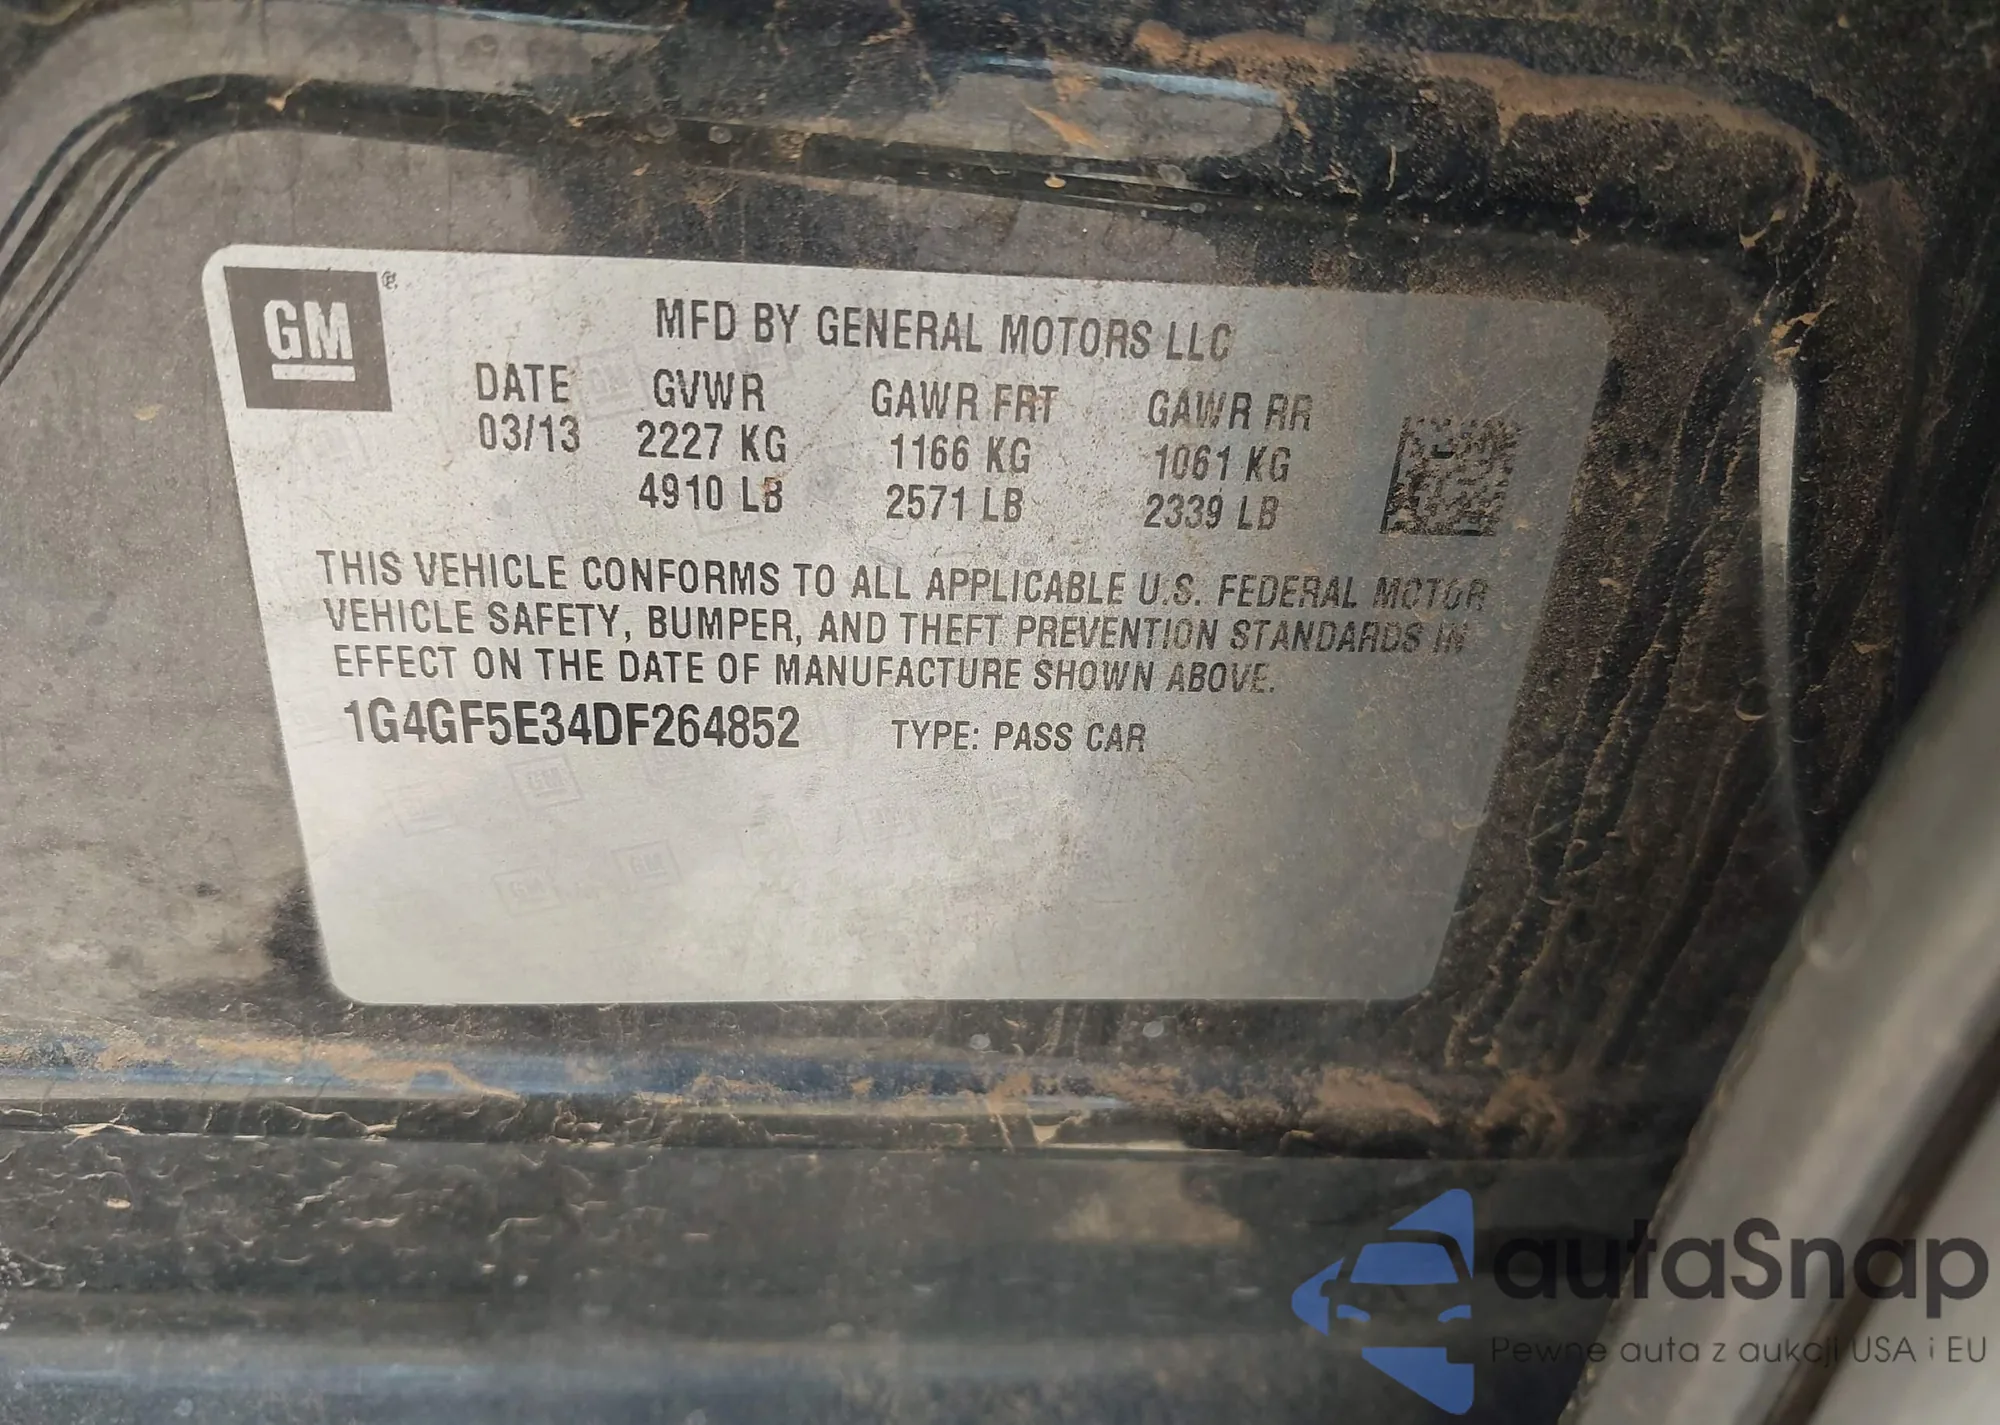 GM ®
MFD BY GENERAL MOTORS LLC
DATE GVWR GAWR FRT GAWR RR
03/13 2227 KG 1166 KG 1061 KG
4910 LB 2571 LB 2339 LB
THIS VEHICLE CONFORMS TO ALL APPLICABLE U.S. FEDERAL MOTOR
VEHICLE SAFETY, BUMPER, AND THEFT PREVENTION STANDARDS IN
EFFECT ON THE DATE OF MANUFACTURE SHOWN ABOVE.
1G4GF5E34DF264852 TYPE: PASS CAR
autaSnap
Pewne auta z aukcji USA i EU